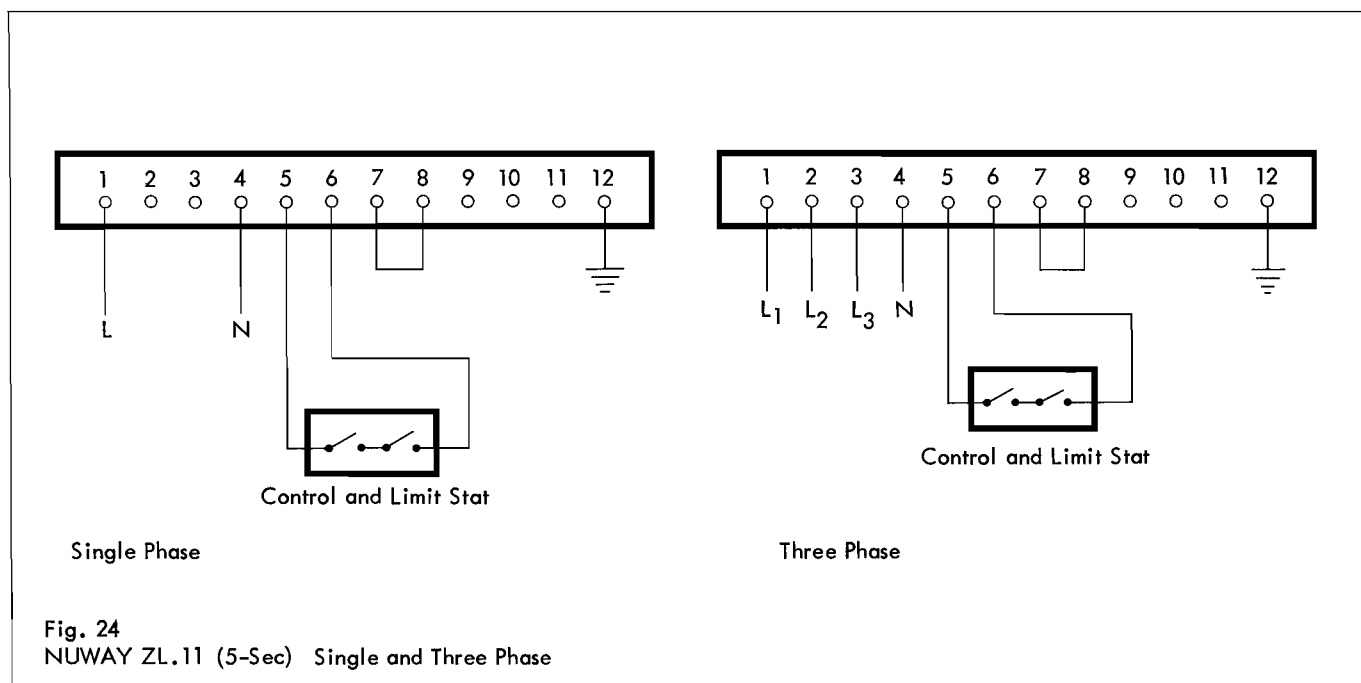 1 2 3 4 5 6 7 8 9 10 11 12
L
N
Control and Limit Stat
Single Phase
1 2 3 4 5 6 7 8 9 10 11 12
L1 L2 L3 N
Control and Limit Stat
Three Phase
Fig. 24
NUWAY ZL.11 (5-Sec) Single and Three Phase